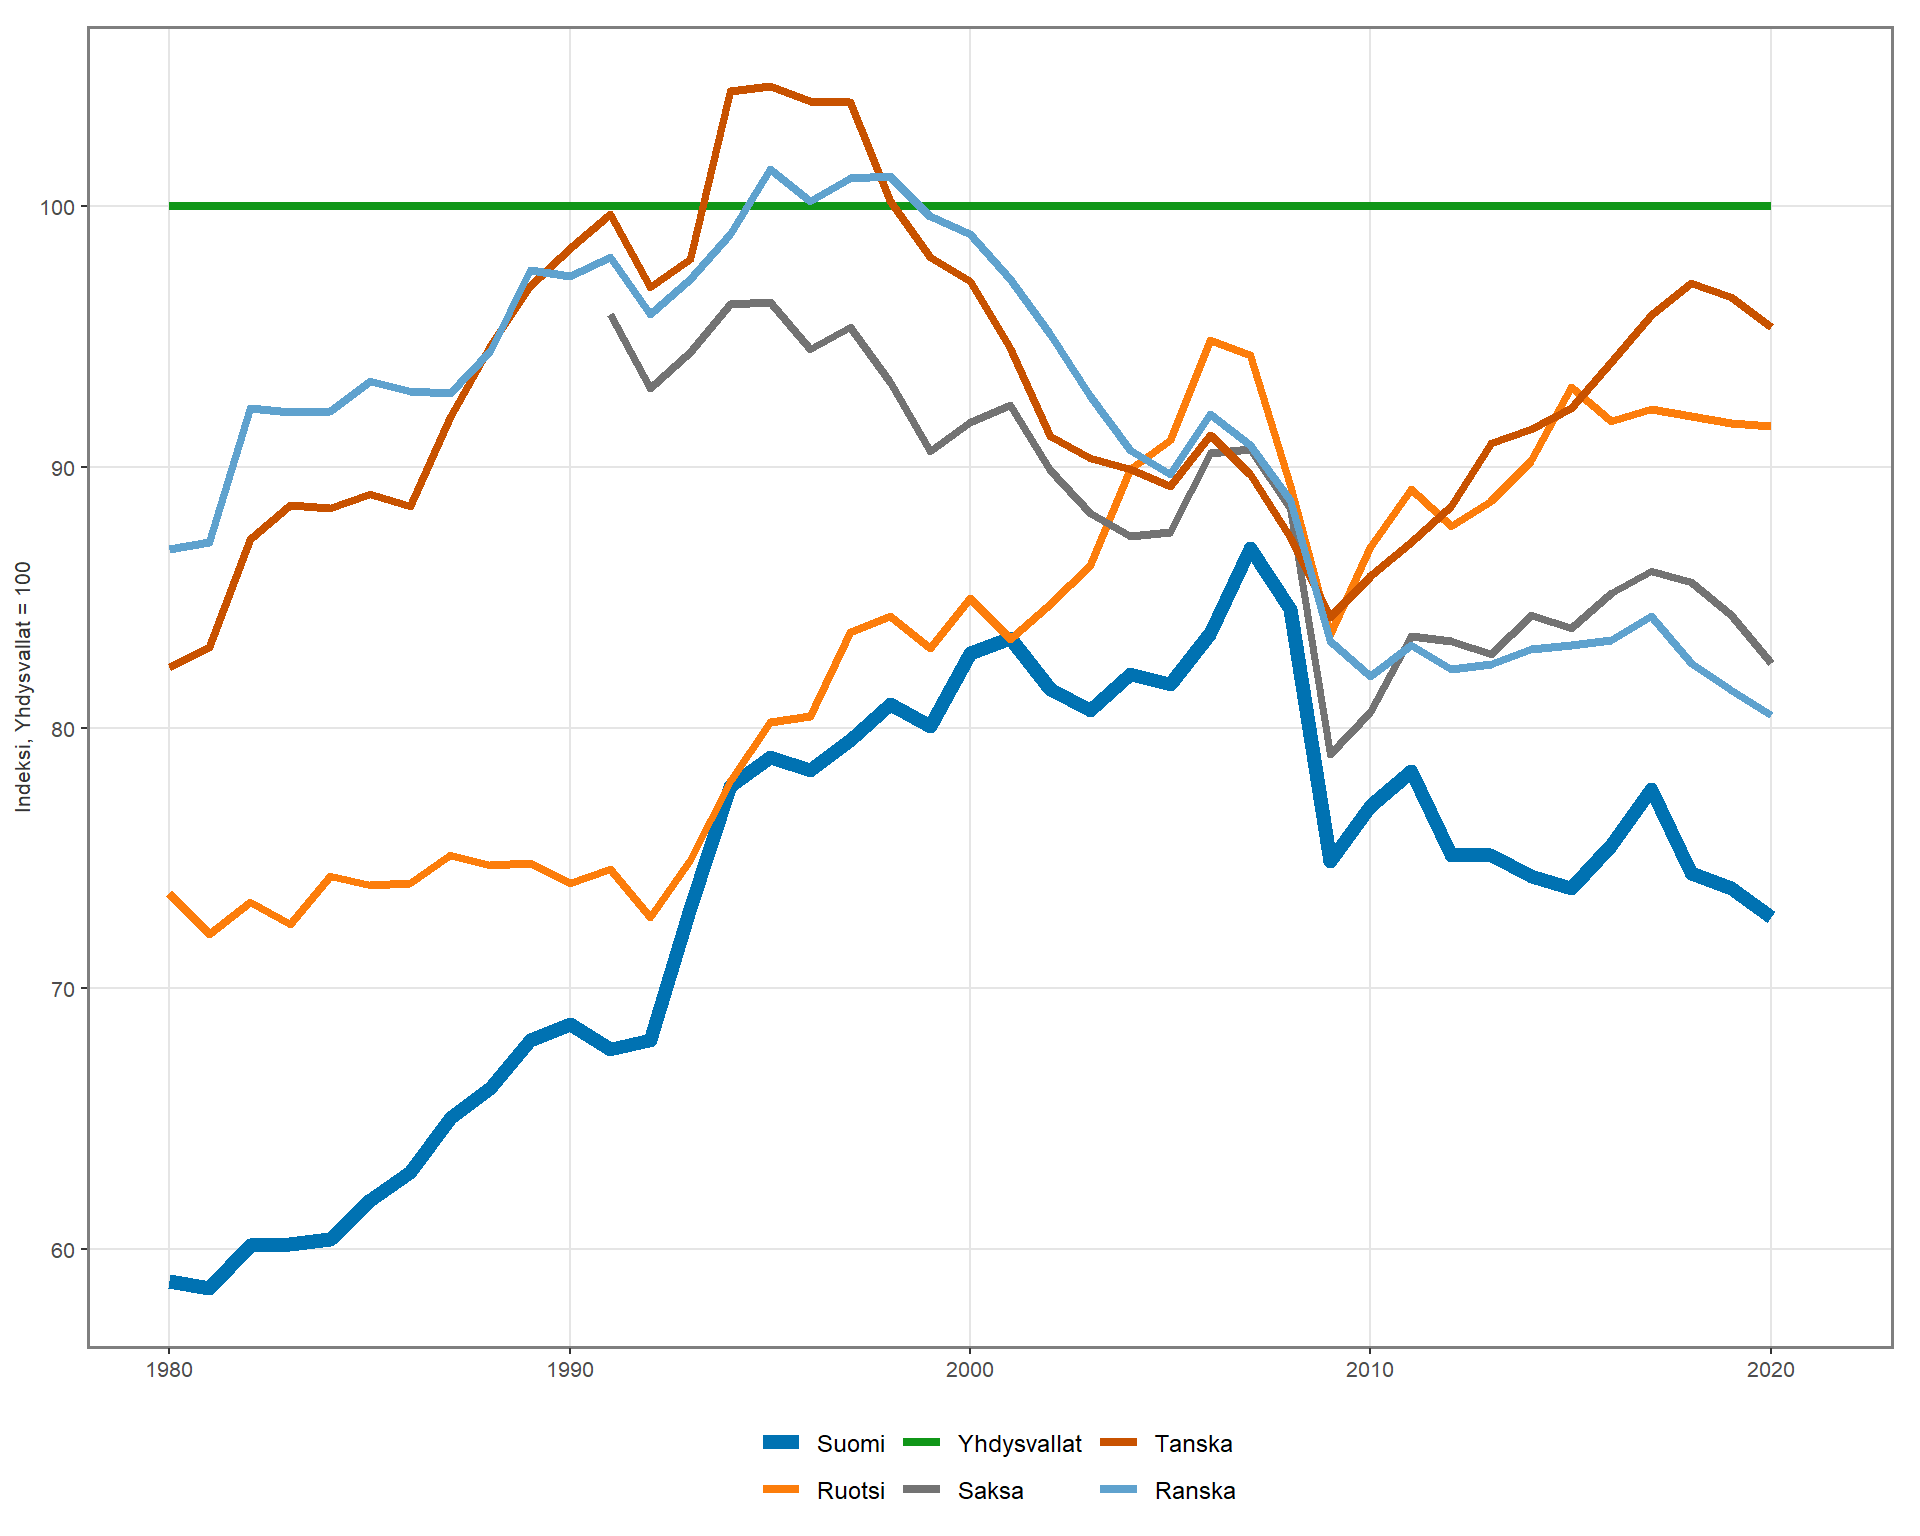 Indeksi, Yhdysvallat = 100
100
90
80
70
60
1980 1990 2000 2010 2020
Suomi Yhdysvallat Tanska
Ruotsi Saksa Ranska